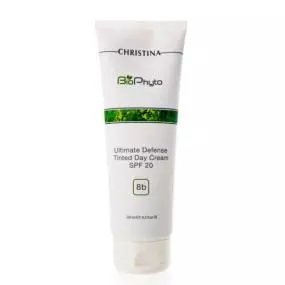 CHRISTINA
BioPhyto
Ultimate Defense
Tinted Day Cream
SPF 20
8b